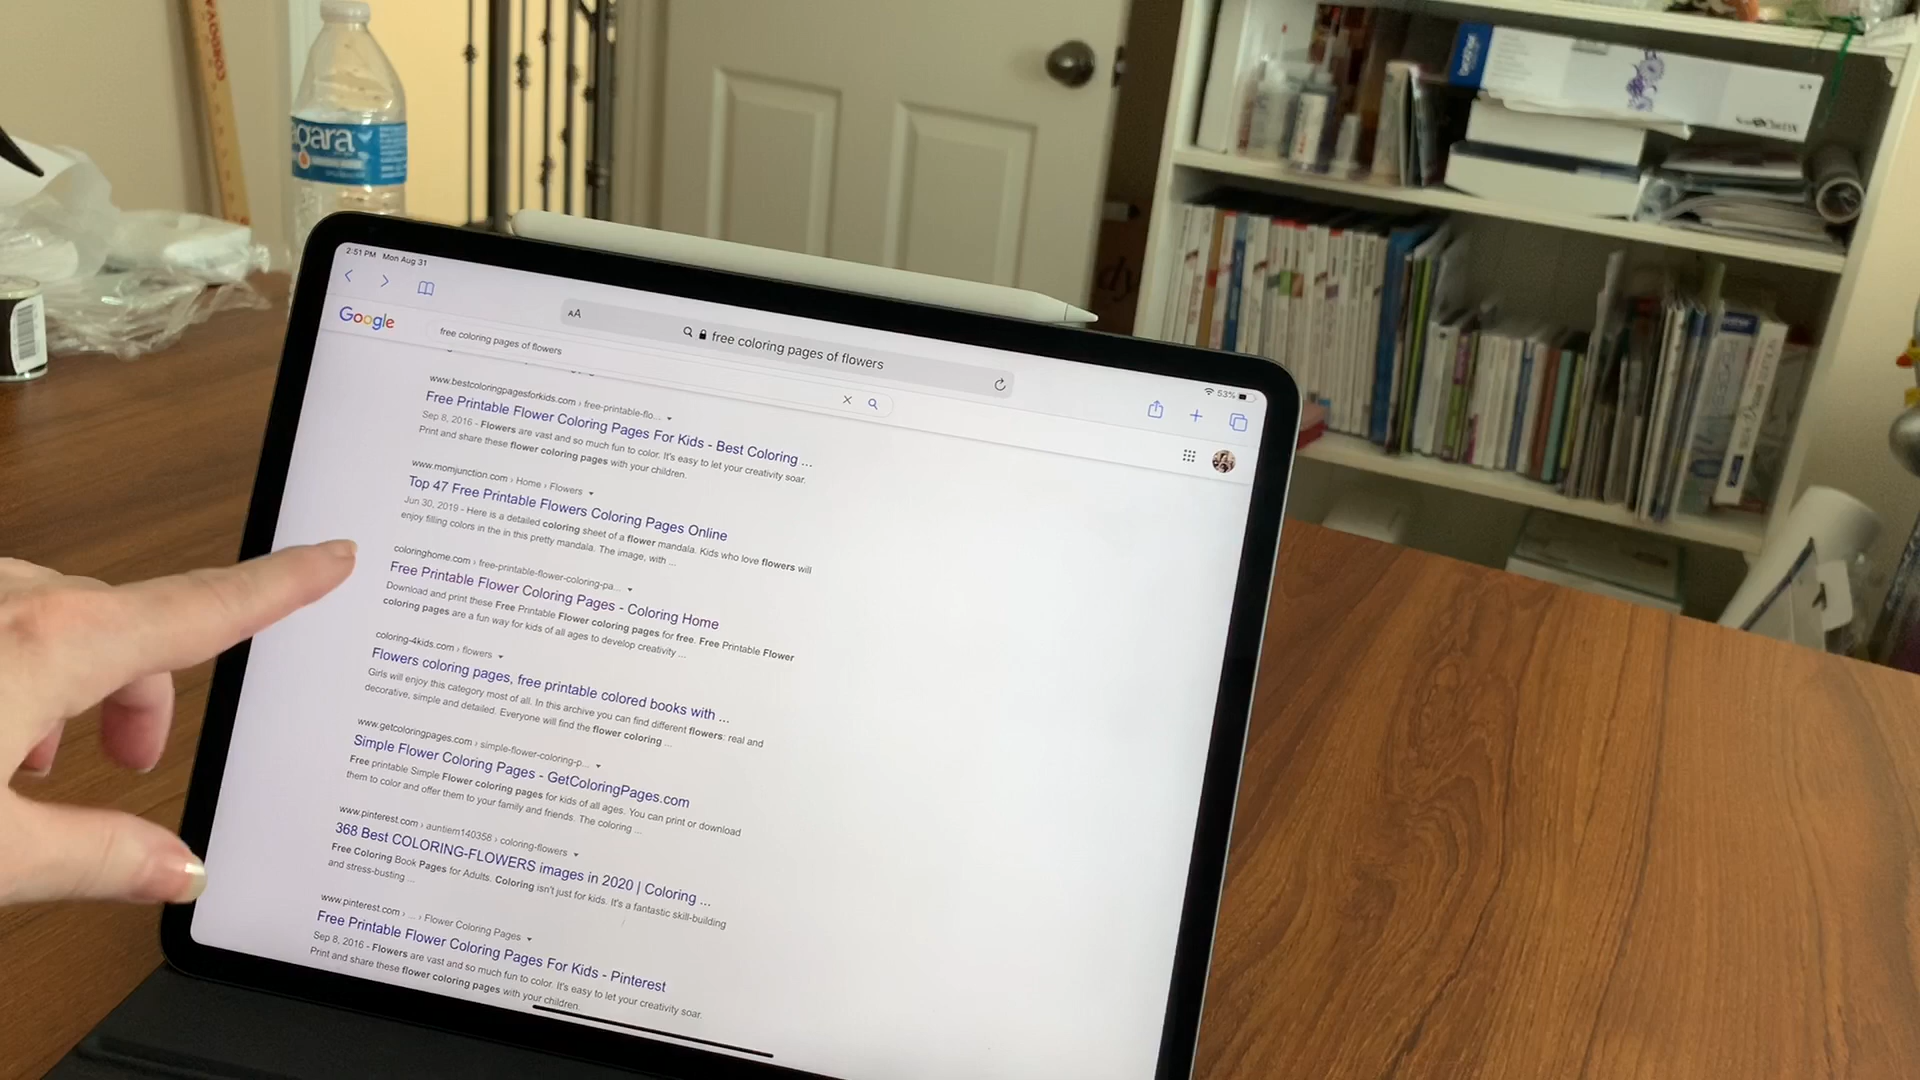 agara
brother
2:51 PM Mon Aug 31
53%
AA
free coloring pages of flowers
Google
free coloring pages of flowers
www.bestcoloringpagesforkids.com › free-printable-flo...
Free Printable Flower Coloring Pages For Kids - Best Coloring ...
Sep 8, 2016 - Flowers are vast and so much fun to color. It's easy to let your creativity soar.
Print and share these flower coloring pages with your children.
www.momjunction.com › Home › Flowers
Top 47 Free Printable Flowers Coloring Pages Online
Jun 30, 2019 - Here is a detailed coloring sheet of a flower mandala. Kids who love flowers will
enjoy filling colors in the in this pretty mandala. The image, with ...
coloringhome.com › free-printable-flower-coloring-pa...
Free Printable Flower Coloring Pages - Coloring Home
Download and print these Free Printable Flower coloring pages for free. Free Printable Flower
coloring pages are a fun way for kids of all ages to develop creativity ...
coloring-4kids.com › flowers
Flowers coloring pages, free printable colored books with ...
Girls will enjoy this category most of all. In this archive you can find different flowers: real and
decorative, simple and detailed. Everyone will find the flower coloring ...
www.getcoloringpages.com › simple-flower-coloring-p...
Simple Flower Coloring Pages - GetColoringPages.com
Free printable Simple Flower coloring pages for kids of all ages. You can print or download
them to color and offer them to your family and friends. The coloring ...
www.pinterest.com › auntiem140358 › coloring-flowers
368 Best COLORING-FLOWERS images in 2020 | Coloring ...
Free Coloring Book Pages for Adults. Coloring isn't just for kids. It's a fantastic skill-building
and stress-busting ...
www.pinterest.com › ... › Flower Coloring Pages
Free Printable Flower Coloring Pages For Kids - Pinterest
Sep 8, 2016 - Flowers are vast and so much fun to color. It's easy to let your creativity soar.
Print and share these flower coloring pages with your children.